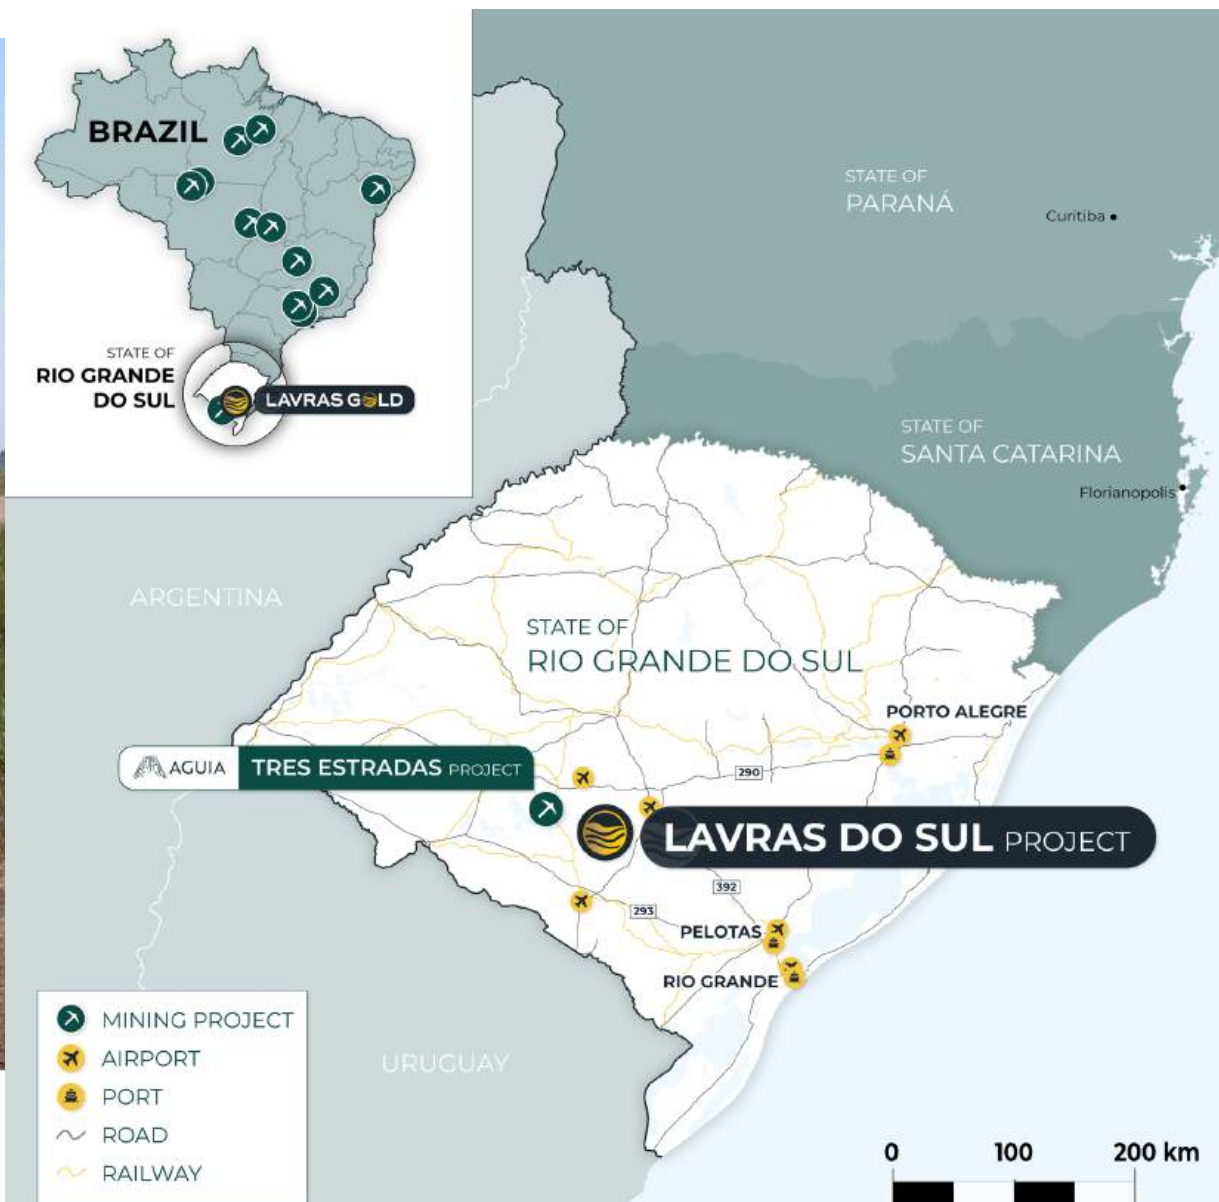 BRAZIL
STATE OF
RIO GRANDE
DO SUL
LAVRAS GOLD
STATE OF
PARANÁ
Curitiba
STATE OF
SANTA CATARINA
Florianopolis
ARGENTINA
STATE OF
RIO GRANDE DO SUL
PORTO ALEGRE
AGUIA TRES ESTRADAS PROJECT
290
LAVRAS DO SUL PROJECT
392
293
PELOTAS
RIO GRANDE
URUGUAY
MINING PROJECT
AIRPORT
PORT
ROAD
RAILWAY
0 100 200 km